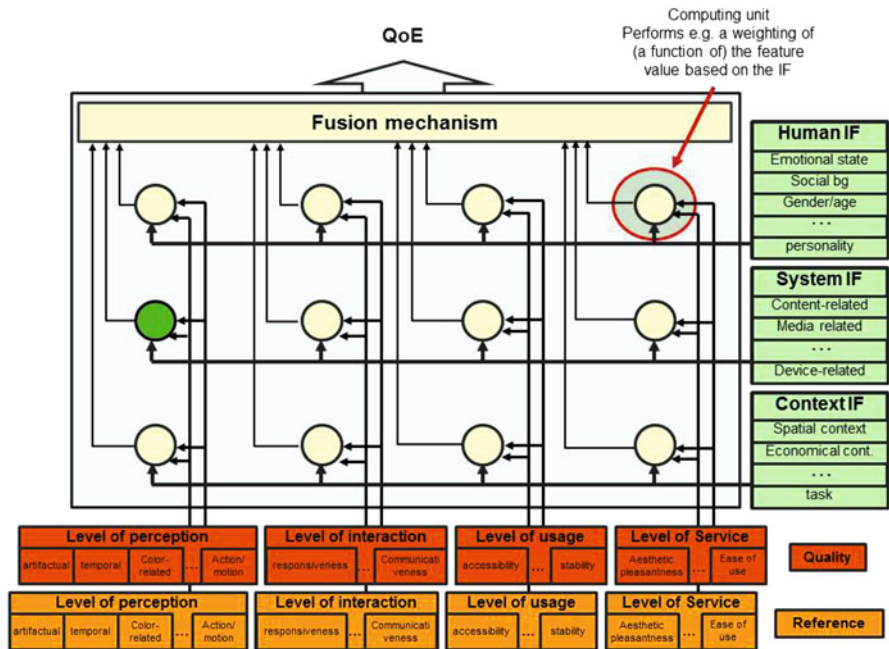 QoE
Computing unit
Performs e.g. a weighting of
(a function of) the feature
value based on the IF
Fusion mechanism
Human IF
Emotional state
Social bg
Gender/age
...
personality
System IF
Content-related
Media related
...
Device-related
Context IF
Spatial context
Economical cont.
...
task
Level of perception
artifactual
temporal
Color-
related
...
Action/
motion
Level of interaction
responsiveness
...
Communicati
veness
Level of usage
accessibility
...
stability
Level of Service
Aesthetic
pleasantness
...
Ease of
use
Quality
Level of perception
artifactual
temporal
Color-
related
...
Action/
motion
Level of interaction
responsiveness
...
Communicati
veness
Level of usage
accessibility
...
stability
Level of Service
Aesthetic
pleasantness
...
Ease of
use
Reference